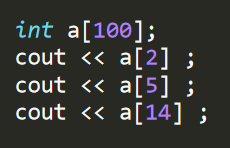 int a[100];
cout << a[2] ;
cout << a[5] ;
cout << a[14] ;